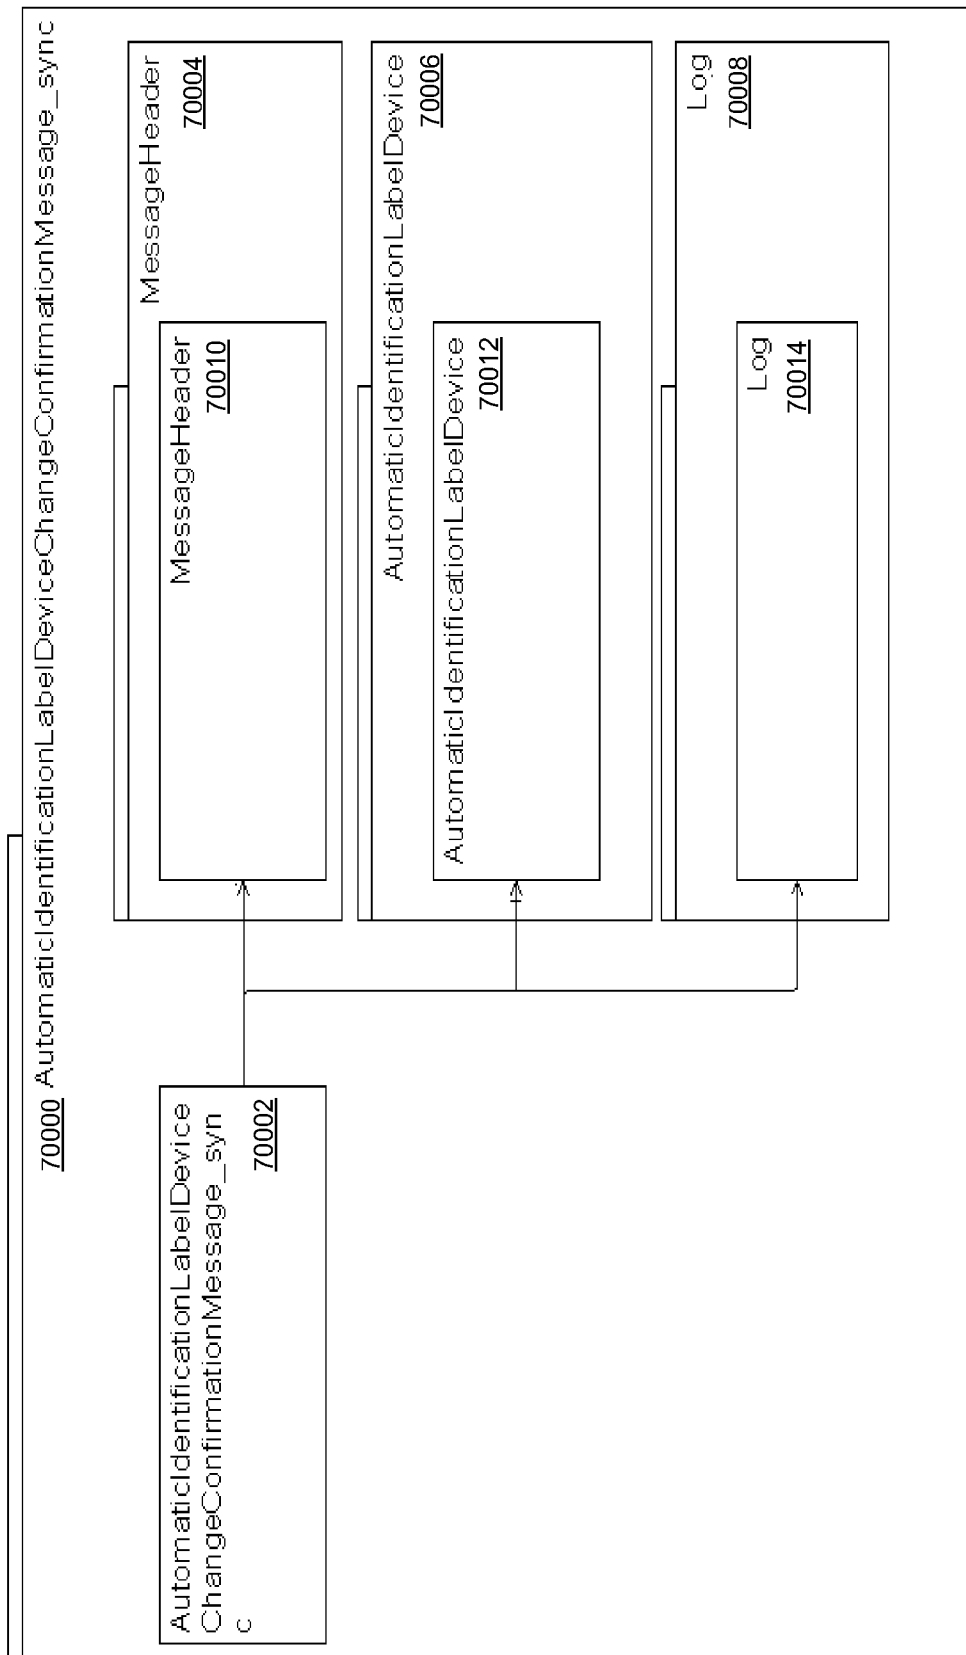 70000 AutomaticIdentificationLabelDeviceChangeConfirmationMessage_sync
AutomaticIdentificationLabelDevice
ChangeConfirmationMessage_syn
c
70002
MessageHeader
70004
MessageHeader
70010
AutomaticIdentificationLabelDevice
70006
AutomaticIdentificationLabelDevice
70012
Log
70008
Log
70014